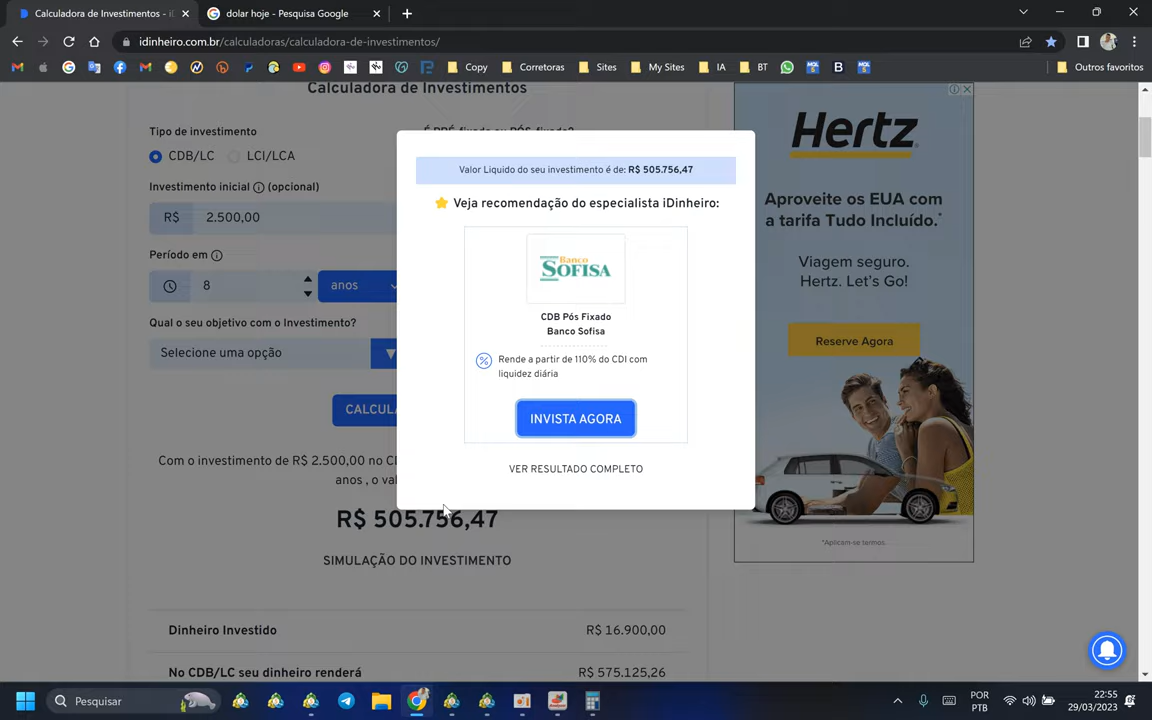 Calculadora de Investimentos - i
dolar hoje - Pesquisa Google
idinheiro.com.br/calculadoras/calculadora-de-investimentos/
Copy
Corretoras
Sites
My Sites
IA
BT
Outros favoritos
Calculadora de Investimentos
Tipo de investimento
É PRÉ-fixado ou PÓS-fixado?
CDB/LC
LCI/LCA
Investimento inicial (opcional)
R$ 2.500,00
Período em
8
anos
Qual o seu objetivo com o Investimento?
Selecione uma opção
CALCULA
Com o investimento de R$ 2.500,00 no C
anos , o val
R$ 505.756,47
SIMULAÇÃO DO INVESTIMENTO
Dinheiro Investido R$ 16.900,00
No CDB/LC seu dinheiro renderá R$ 575.125,26
Valor Liquido do seu investimento é de: R$ 505.756,47
Veja recomendação do especialista iDinheiro:
Banco
SOFISA
CDB Pós Fixado
Banco Sofisa
Rende a partir de 110% do CDI com
liquidez diária
INVISTA AGORA
VER RESULTADO COMPLETO
Hertz
Aproveite os EUA com
a tarifa Tudo Incluído.*
Viagem seguro.
Hertz. Let's Go!
Reserve Agora
*Aplicam-se termos.
Pesquisar
POR
PTB
22:55
29/03/2023